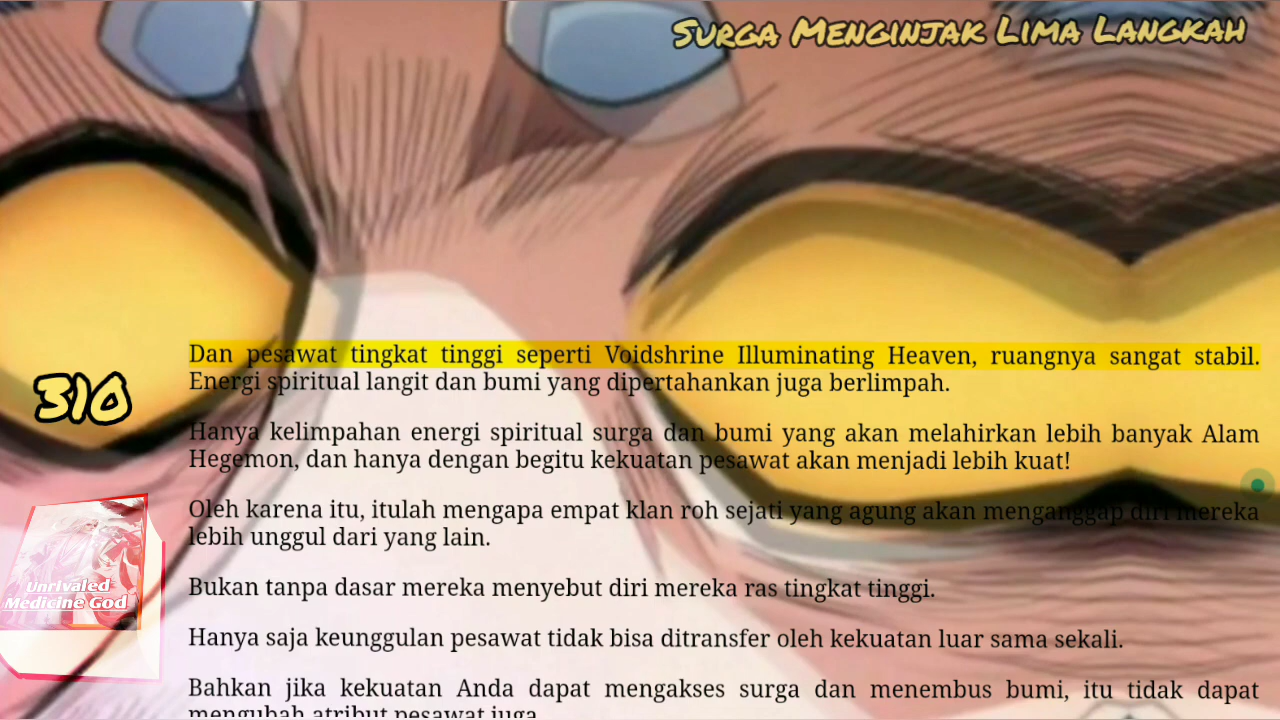 Surga Menginjak Lima Langkah
Dan pesawat tingkat tinggi seperti Voidshrine Illuminating Heaven, ruangnya sangat stabil.
Energi spiritual langit dan bumi yang dipertahankan juga berlimpah.
310
Hanya kelimpahan energi spiritual surga dan bumi yang akan melahirkan lebih banyak Alam
Hegemon, dan hanya dengan begitu kekuatan pesawat akan menjadi lebih kuat!
Oleh karena itu, itulah mengapa empat klan roh sejati yang agung akan menganggap diri mereka
lebih unggul dari yang lain.
Unrivaled
Medicine God
Bukan tanpa dasar mereka menyebut diri mereka ras tingkat tinggi.
Hanya saja keunggulan pesawat tidak bisa ditransfer oleh kekuatan luar sama sekali.
Bahkan jika kekuatan Anda dapat mengakses surga dan menembus bumi, itu tidak dapat
mengubah atribut pesawat juga